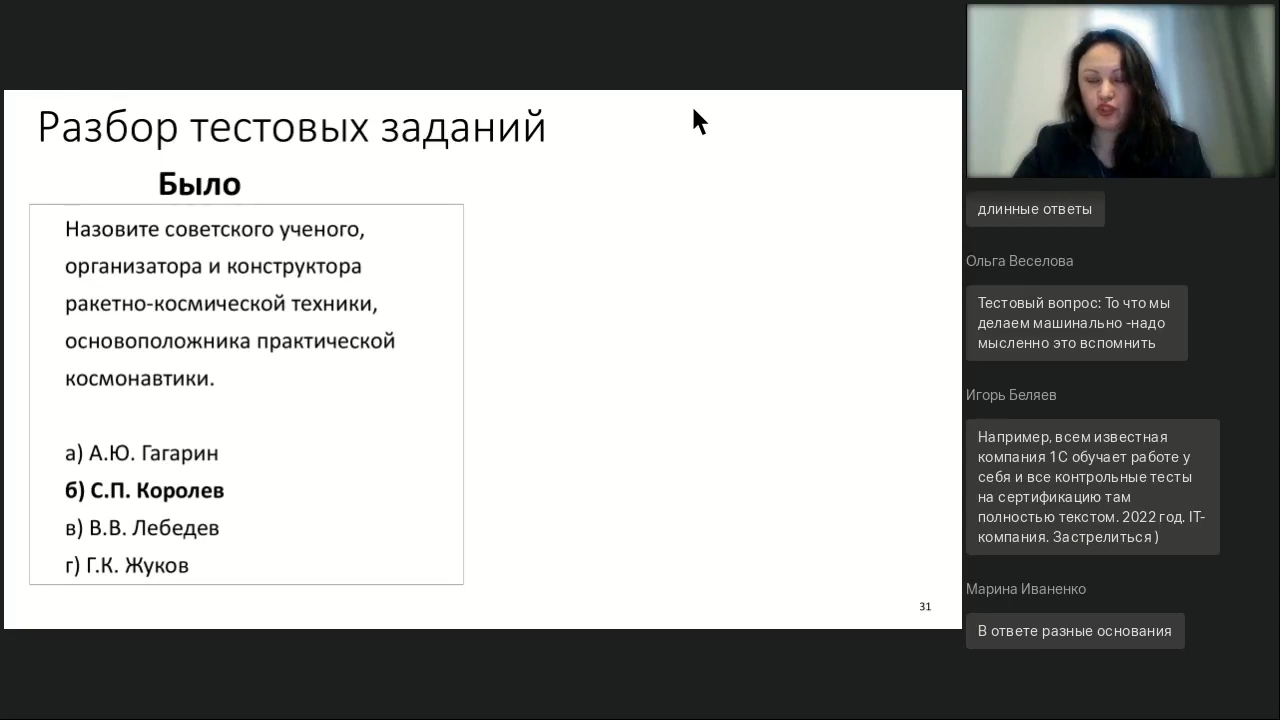 Разбор тестовых заданий
Было
Назовите советского ученого,
организатора и конструктора
ракетно-космической техники,
основоположника практической
космонавтики.
а) А.Ю. Гагарин
б) С.П. Королев
в) В.В. Лебедев
г) Г.К. Жуков
31
длинные ответы
Ольга Веселова
Тестовый вопрос: То что мы
делаем машинально -надо
мысленно это вспомнить
Игорь Беляев
Например, всем известная
компания 1С обучает работе у
себя и все контрольные тесты
на сертификацию там
полностью текстом. 2022 год. IT-
компания. Застрелиться )
Марина Иваненко
В ответе разные основания